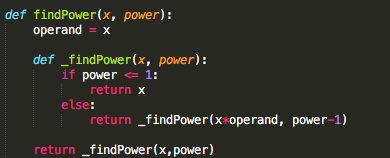 def findPower(x, power):
    operand = x
    def _findPower(x, power):
        if power <= 1:
            return x
        else:
            return _findPower(x*operand, power-1)
    return _findPower(x,power)